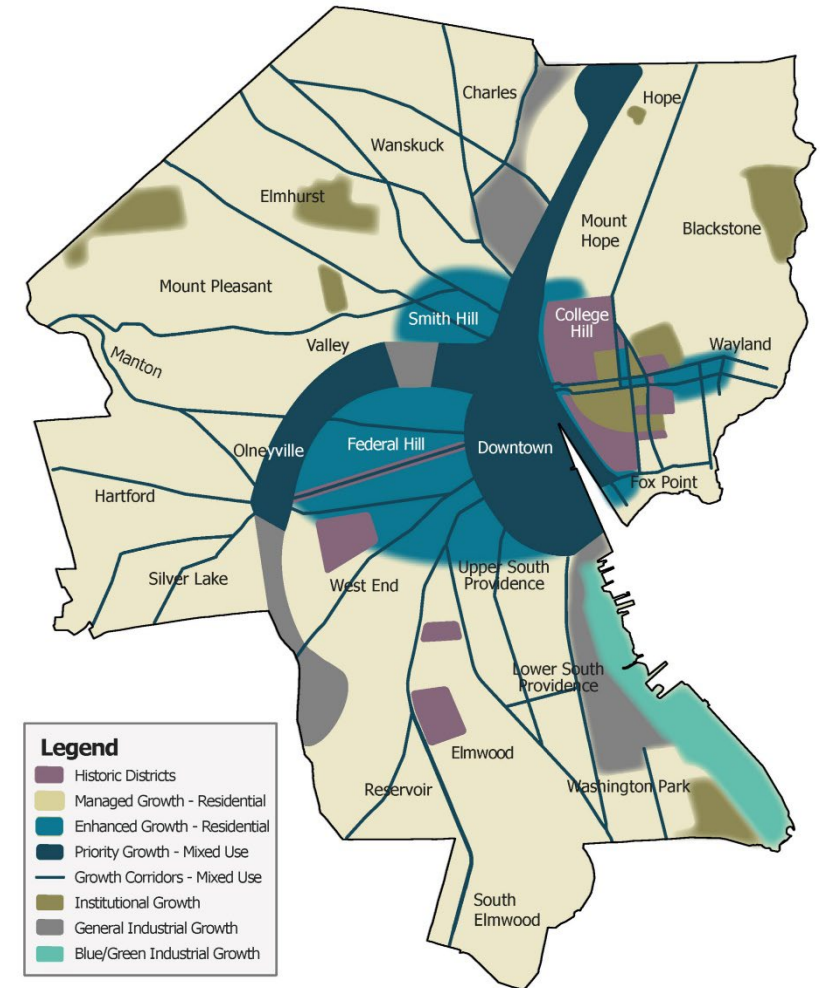 Charles
Hope
Wanskuck
Elmhurst
Mount
Hope
Blackstone
Mount Pleasant
Smith Hill
College
Hill
Valley
Wayland
Manton
Olneyville
Federal Hill
Downtown
Hartford
Fox Point
Silver Lake
West End
Upper South
Providence
Lower South
Providence
Elmwood
Reservoir
Washington Park
South
Elmwood
Legend
Historic Districts
Managed Growth - Residential
Enhanced Growth - Residential
Priority Growth - Mixed Use
Growth Corridors - Mixed Use
Institutional Growth
General Industrial Growth
Blue/Green Industrial Growth